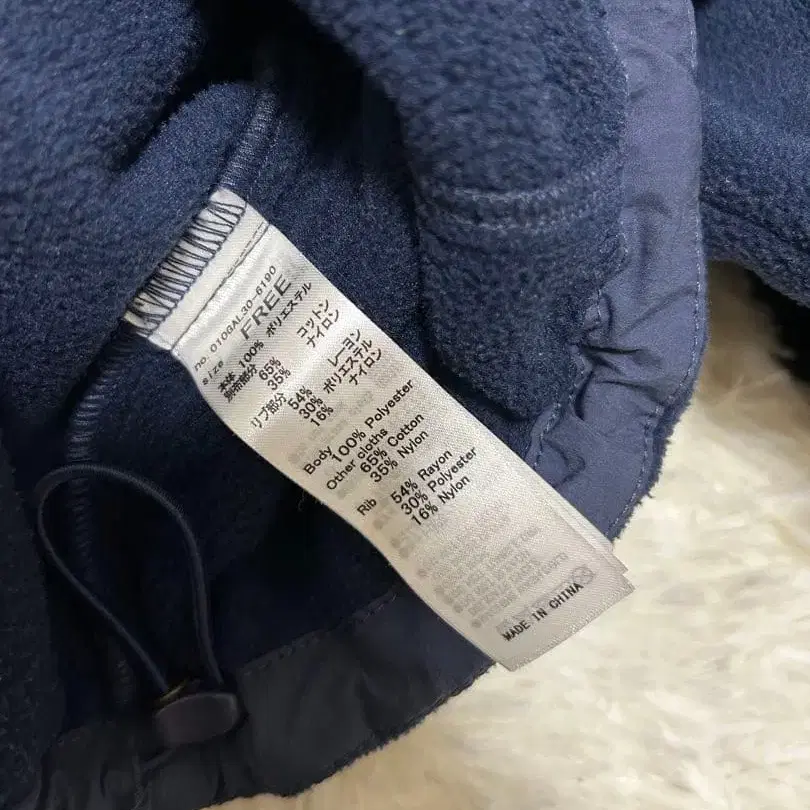 no. 0108AL30-6190
size FREE
本体 100% ポリエステル
別布部分 65% コットン
35% ナイロン
リブ部分 54% レーヨン
30% ポリエステル
16% ナイロン
Body
100% Polyester
Other cloths
65% Cotton
35% Nylon
Rib
54% Rayon
30% Polyester
16% Nylon
MADE IN CHINA